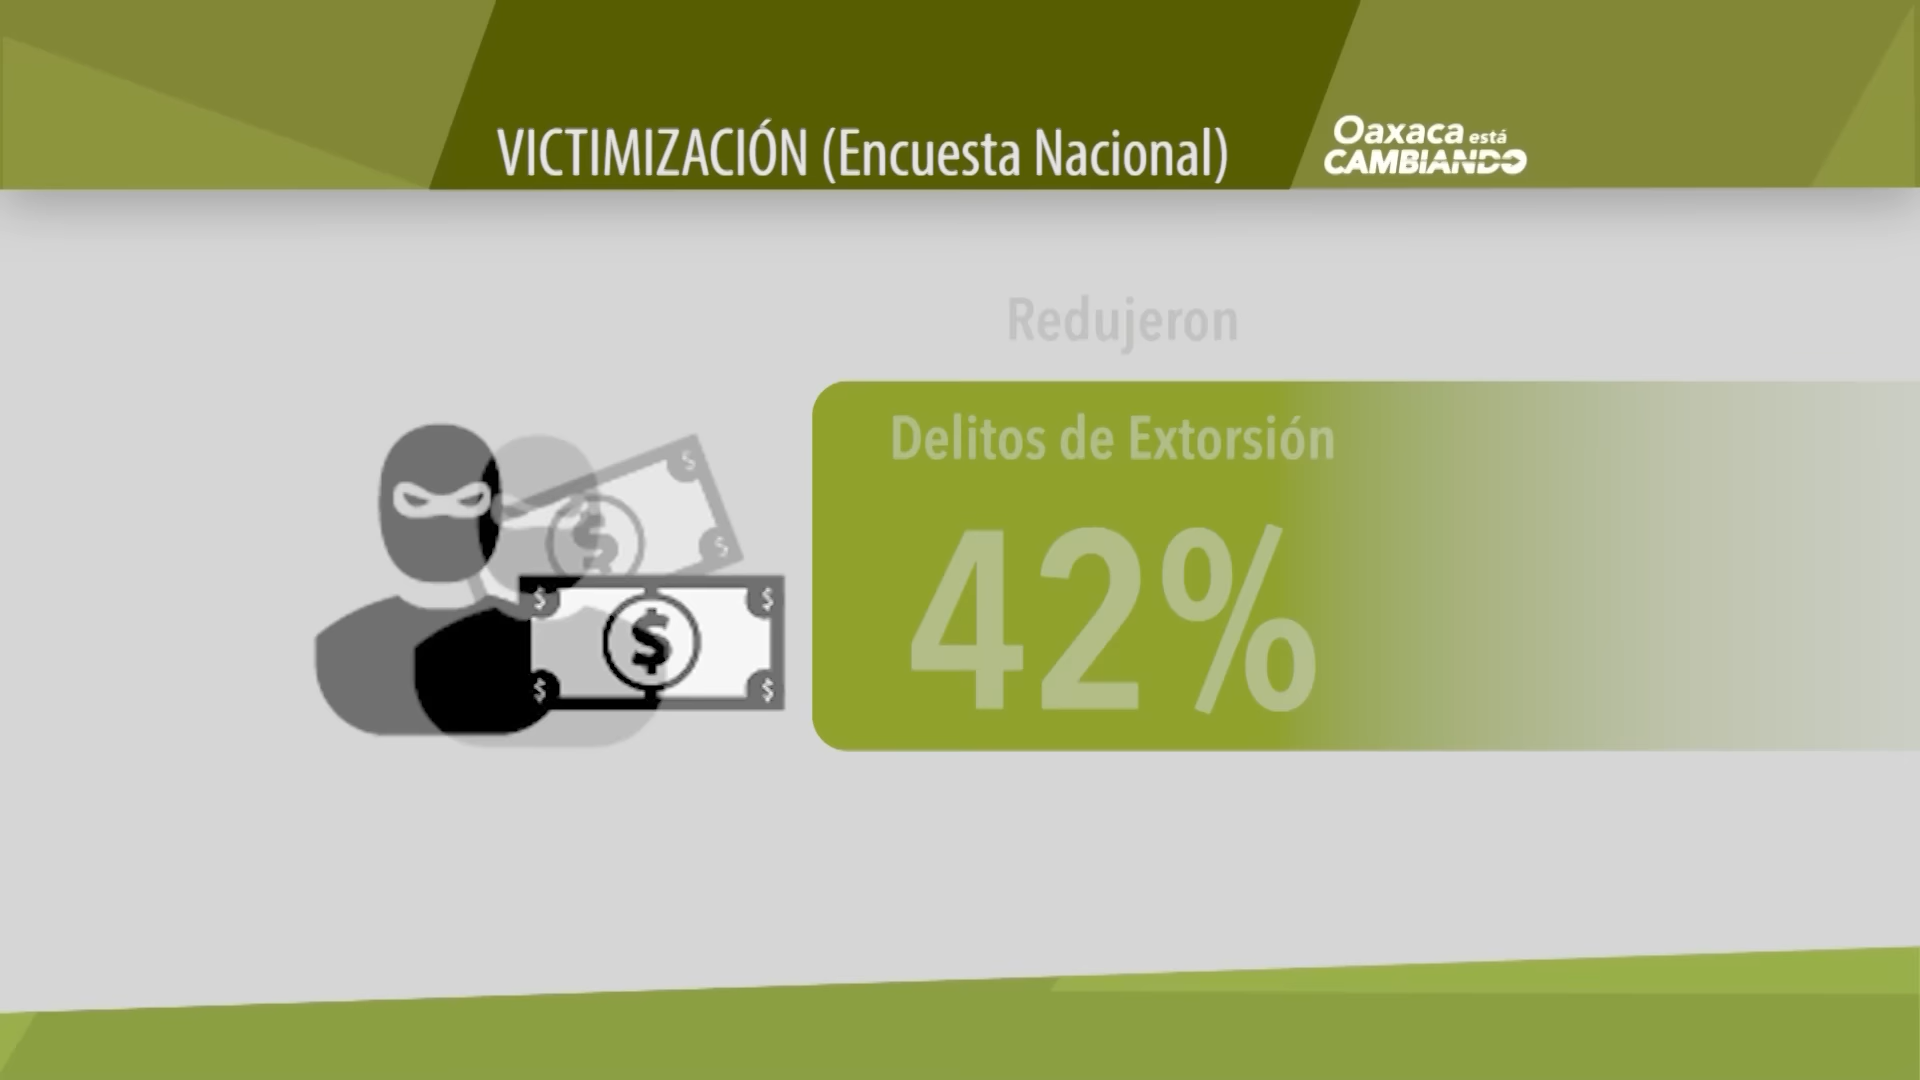 VICTIMIZACIÓN (Encuesta Nacional)
Oaxaca está
CAMBIANDO
Redujeron
Delitos de Extorsión
42%
$ $
$
$ $
$
$ $